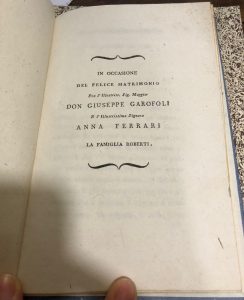 IN OCCASIONE
DEL FELICE MATRIMONIO
Fra l'Illustriss. Sig. Maggior
DON GIUSEPPE GAROFOLI
E l'Illustrissima Signora
ANNA FERRARI
LA FAMIGLIA ROBERTI,